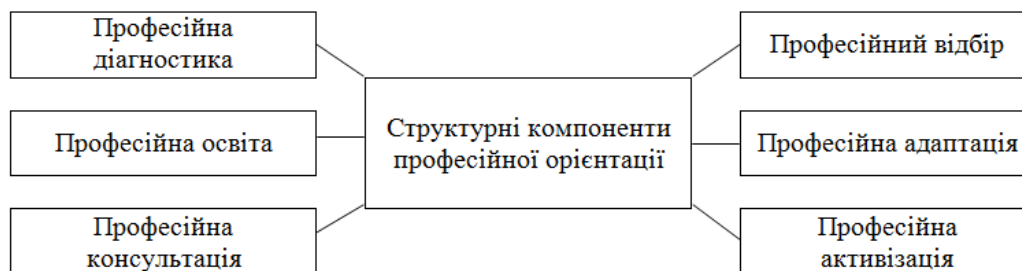 Професійна
діагностика
Професійна освіта
Професійна
консультація
Структурні компоненти
професійної орієнтації
Професійний відбір
Професійна адаптація
Професійна
активізація